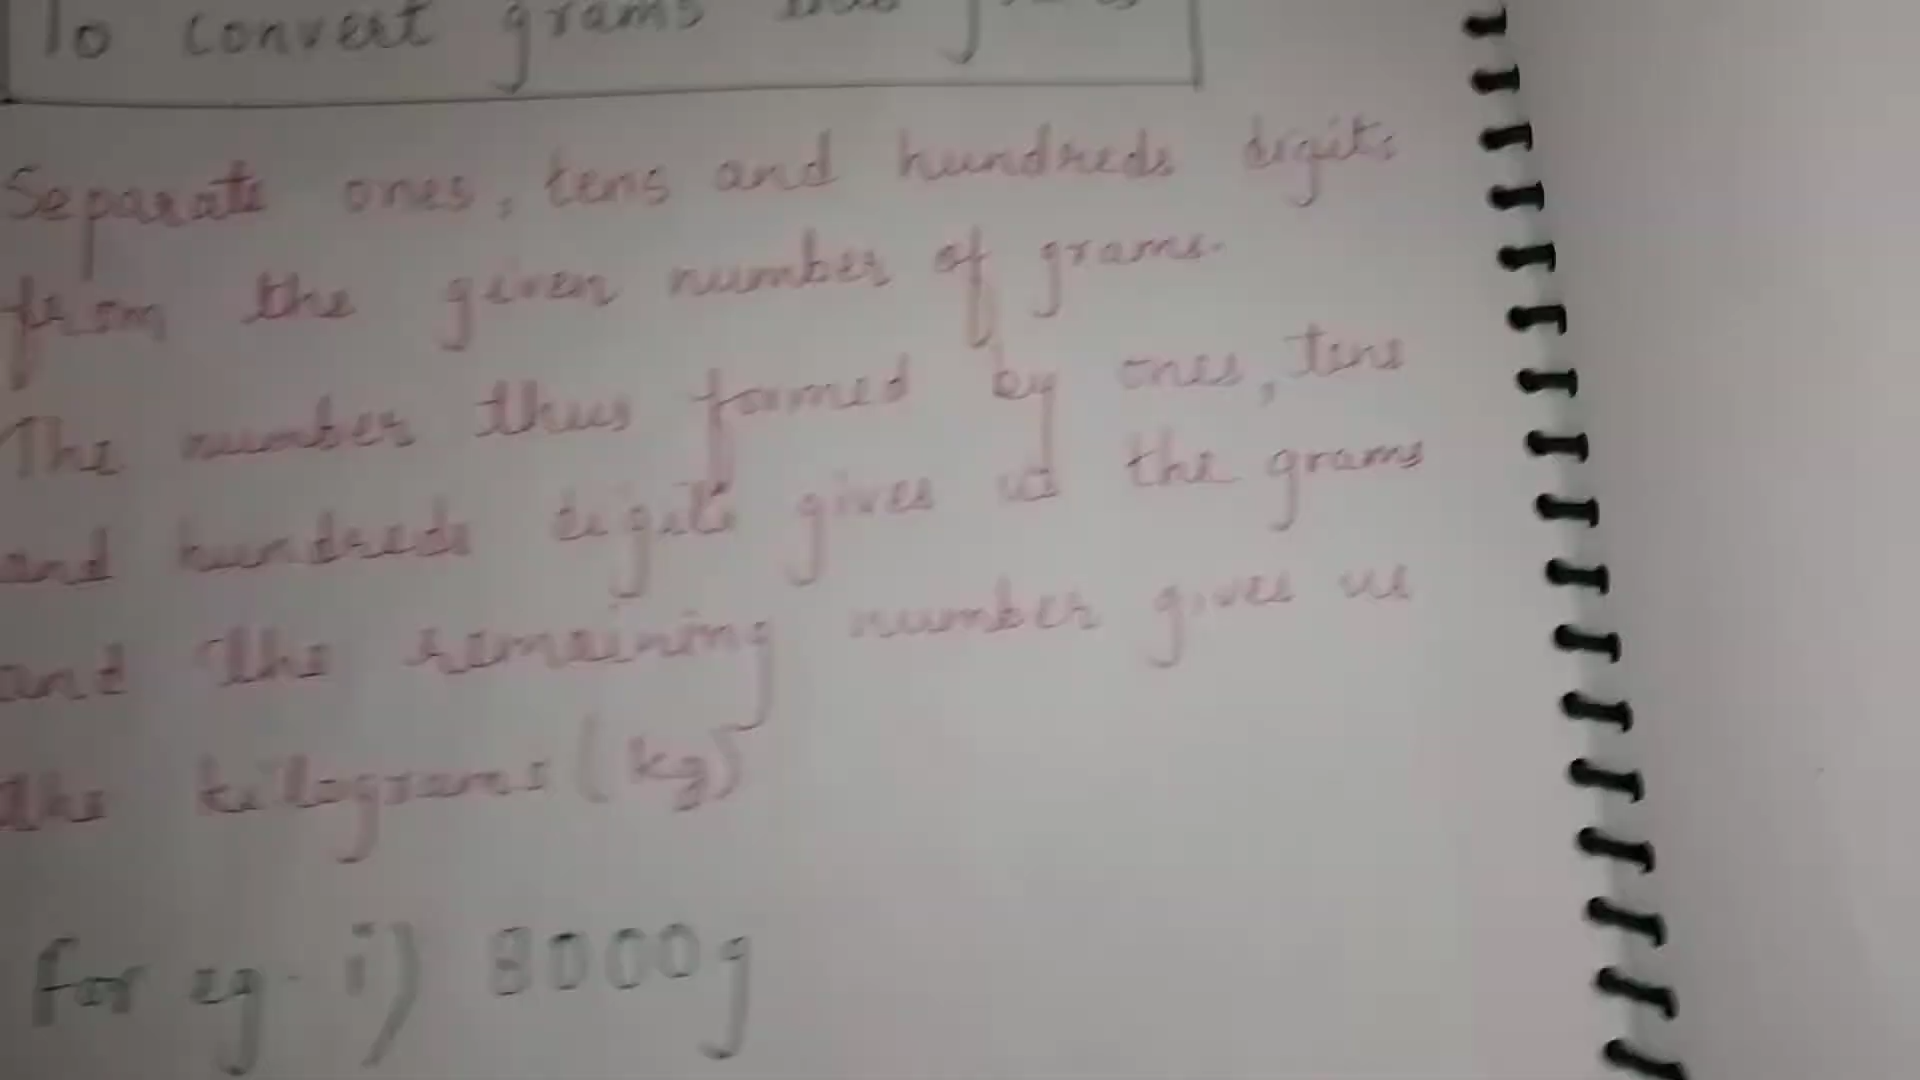 To convert grams into
Separate ones, tens and hundreds digits
from the given number of grams.
The number thus formed by ones, tens
and hundreds digits gives us the grams
and the remaining number gives us
the kilograms (kg)
for eg. i) 8000g